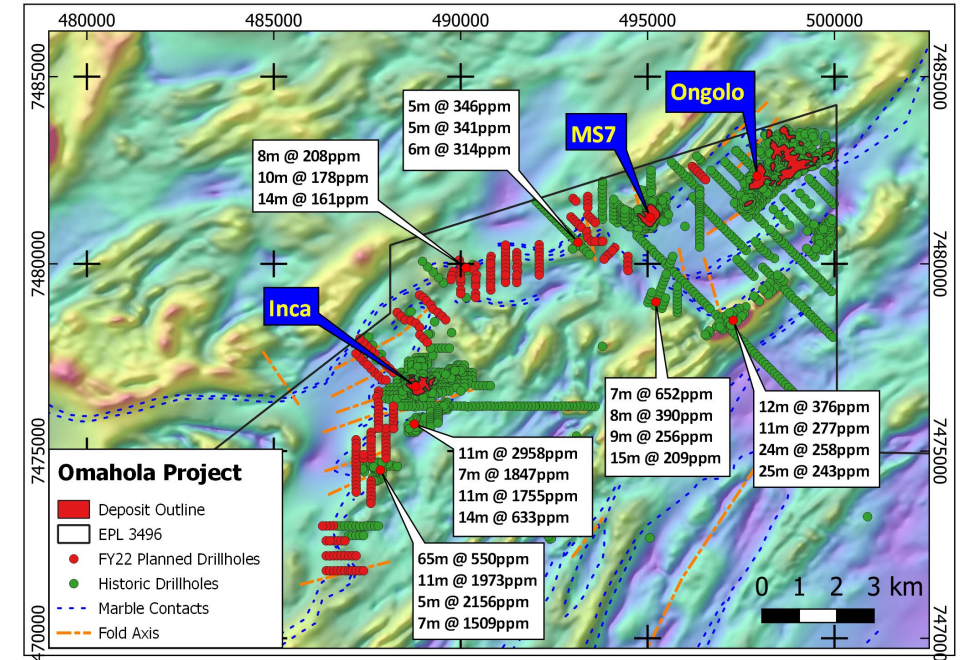 480000
485000
490000
495000
500000
7485000
7485000
Ongolo
5m @ 346ppm
5m @ 341ppm
6m @ 314ppm
MS7
8m @ 208ppm
10m @ 178ppm
14m @ 161ppm
7480000
7480000
Inca
7m @ 652ppm
8m @ 390ppm
9m @ 256ppm
15m @ 209ppm
12m @ 376ppm
11m @ 277ppm
24m @ 258ppm
25m @ 243ppm
7475000
7475000
11m @ 2958ppm
7m @ 1847ppm
11m @ 1755ppm
14m @ 633ppm
Omahola Project
Deposit Outline
EPL 3496
FY22 Planned Drillholes
Historic Drillholes
Marble Contacts
Fold Axis
65m @ 550ppm
11m @ 1973ppm
5m @ 2156ppm
7m @ 1509ppm
0 1 2 3 km